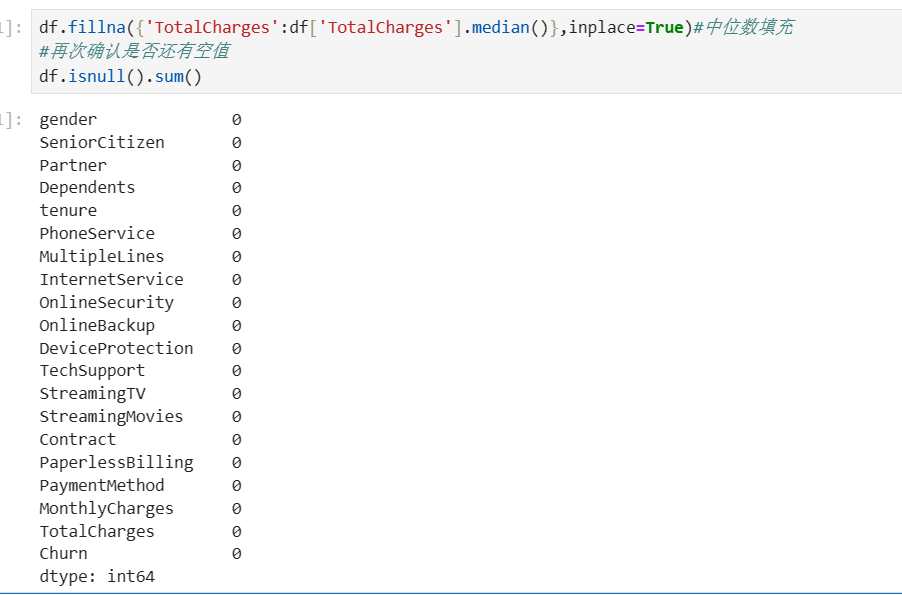 ]: df.fillna({'TotalCharges':df['TotalCharges'].median()},inplace=True)#中位数填充
#再次确认是否还有空值
df.isnull().sum()
]: gender 0
SeniorCitizen 0
Partner 0
Dependents 0
tenure 0
PhoneService 0
MultipleLines 0
InternetService 0
OnlineSecurity 0
OnlineBackup 0
DeviceProtection 0
TechSupport 0
StreamingTV 0
StreamingMovies 0
Contract 0
PaperlessBilling 0
PaymentMethod 0
MonthlyCharges 0
TotalCharges 0
Churn 0
dtype: int64